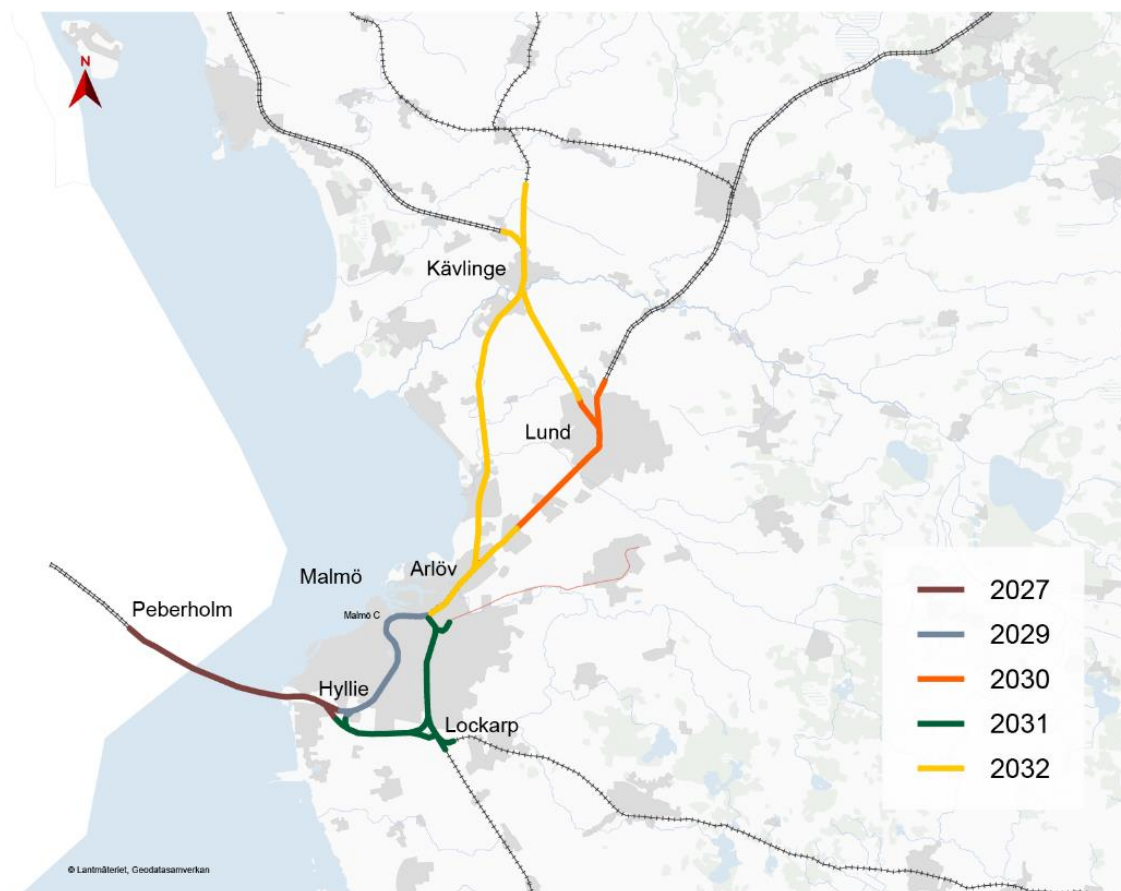 N
Kävlinge
Lund
Arlöv
Malmö
Malmö C
Peberholm
Hyllie
Lockarp
2027
2029
2030
2031
2032
© Lantmäteriet, Geodatasamverkan